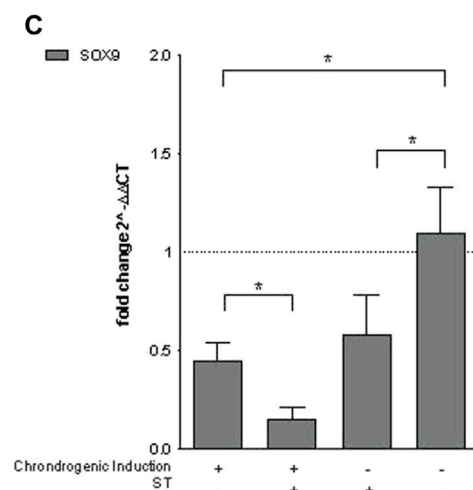 C
SOX9
fold change 2^-ΔΔCT
2.0
1.5
1
0.5
0.0
*
*
*
Chrondrogenic Induction + + - -
ST - + + -